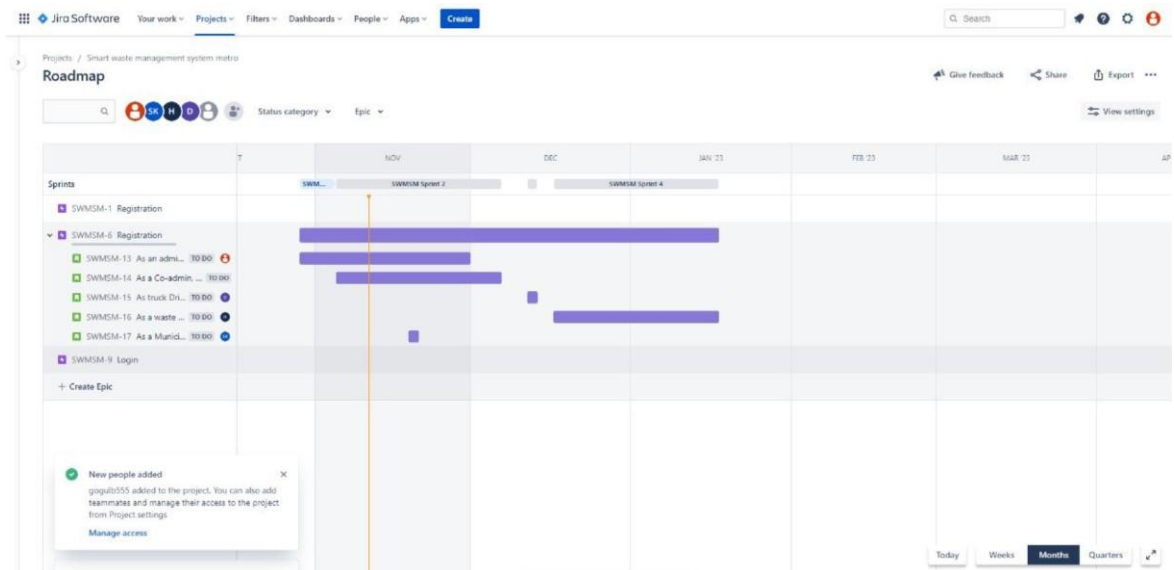 Jira Software Your work Projects Filters Dashboards People Apps Create Search
Projects / Smart waste management system metro
Roadmap
Give feedback Share Export
SK H D Status category Epic View settings
T NOV DEC JAN '23 FEB '23 MAR '23 AP
Sprints SWM... SWMSM Sprint 2 SWMSM Sprint 4
SWMSM-1 Registration
SWMSM-6 Registration
SWMSM-13 As an admi... TO DO
SWMSM-14 As a Co-admin, ... TO DO
SWMSM-15 As truck Dri... TO DO
SWMSM-16 As a waste ... TO DO
SWMSM-17 As a Munici... TO DO
SWMSM-9 Login
+ Create Epic
New people added
gogulb555 added to the project. You can also add
teammates and manage their access to the project
from Project settings
Manage access
Today Weeks Months Quarters